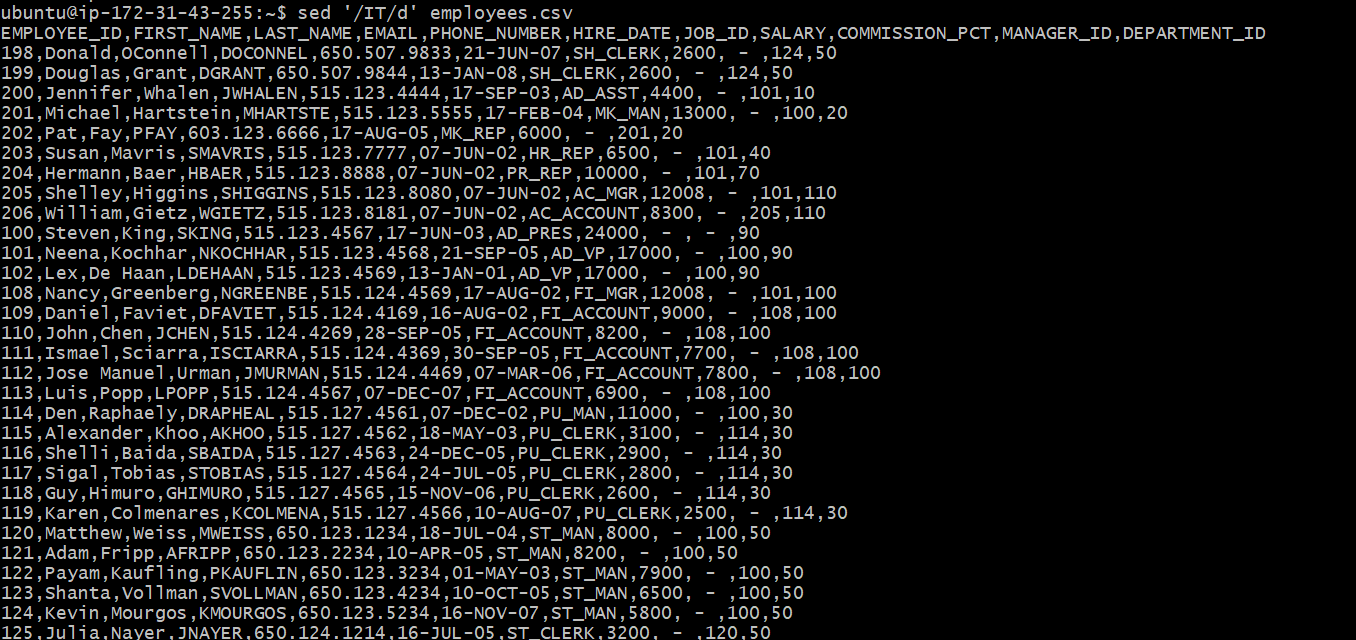 ubuntu@ip-172-31-43-255:~$ sed '/IT/d' employees.csv
EMPLOYEE_ID,FIRST_NAME,LAST_NAME,EMAIL,PHONE_NUMBER,HIRE_DATE,JOB_ID,SALARY,COMMISSION_PCT,MANAGER_ID,DEPARTMENT_ID
198,Donald,OConnell,DOCONNEL,650.507.9833,21-JUN-07,SH_CLERK,2600, - ,124,50
199,Douglas,Grant,DGRANT,650.507.9844,13-JAN-08,SH_CLERK,2600, - ,124,50
200,Jennifer,Whalen,JWHALEN,515.123.4444,17-SEP-03,AD_ASST,4400, - ,101,10
201,Michael,Hartstein,MHARTSTE,515.123.5555,17-FEB-04,MK_MAN,13000, - ,100,20
202,Pat,Fay,PFAY,603.123.6666,17-AUG-05,MK_REP,6000, - ,201,20
203,Susan,Mavris,SMAVRIS,515.123.7777,07-JUN-02,HR_REP,6500, - ,101,40
204,Hermann,Baer,HBAER,515.123.8888,07-JUN-02,PR_REP,10000, - ,101,70
205,Shelley,Higgins,SHIGGINS,515.123.8080,07-JUN-02,AC_MGR,12008, - ,101,110
206,William,Gietz,WGIETZ,515.123.8181,07-JUN-02,AC_ACCOUNT,8300, - ,205,110
100,Steven,King,SKING,515.123.4567,17-JUN-03,AD_PRES,24000, - , - ,90
101,Neena,Kochhar,NKOCHHAR,515.123.4568,21-SEP-05,AD_VP,17000, - ,100,90
102,Lex,De Haan,LDEHAAN,515.123.4569,13-JAN-01,AD_VP,17000, - ,100,90
108,Nancy,Greenberg,NGREENBE,515.124.4569,17-AUG-02,FI_MGR,12008, - ,101,100
109,Daniel,Faviet,DFAVIET,515.124.4169,16-AUG-02,FI_ACCOUNT,9000, - ,108,100
110,John,Chen,JCHEN,515.124.4269,28-SEP-05,FI_ACCOUNT,8200, - ,108,100
111,Ismael,Sciarra,ISCIARRA,515.124.4369,30-SEP-05,FI_ACCOUNT,7700, - ,108,100
112,Jose Manuel,Urman,JMURMAN,515.124.4469,07-MAR-06,FI_ACCOUNT,7800, - ,108,100
113,Luis,Popp,LPOPP,515.124.4567,07-DEC-07,FI_ACCOUNT,6900, - ,108,100
114,Den,Raphaely,DRAPHEAL,515.127.4561,07-DEC-02,PU_MAN,11000, - ,100,30
115,Alexander,Khoo,AKHOO,515.127.4562,18-MAY-03,PU_CLERK,3100, - ,114,30
116,Shelli,Baida,SBAIDA,515.127.4563,24-DEC-05,PU_CLERK,2900, - ,114,30
117,Sigal,Tobias,STOBIAS,515.127.4564,24-JUL-05,PU_CLERK,2800, - ,114,30
118,Guy,Himuro,GHIMURO,515.127.4565,15-NOV-06,PU_CLERK,2600, - ,114,30
119,Karen,Colmenares,KCOLMENA,515.127.4566,10-AUG-07,PU_CLERK,2500, - ,114,30
120,Matthew,Weiss,MWEISS,650.123.1234,18-JUL-04,ST_MAN,8000, - ,100,50
121,Adam,Fripp,AFRIPP,650.123.2234,10-APR-05,ST_MAN,8200, - ,100,50
122,Payam,Kaufling,PKAUFLIN,650.123.3234,01-MAY-03,ST_MAN,7900, - ,100,50
123,Shanta,Vollman,SVOLLMAN,650.123.4234,10-OCT-05,ST_MAN,6500, - ,100,50
124,Kevin,Mourgos,KMOURGOS,650.123.5234,16-NOV-07,ST_MAN,5800, - ,100,50
125,Julia,Nayer,JNAYER,650.124.1214,16-JUL-05,ST_CLERK,3200, - ,120,50